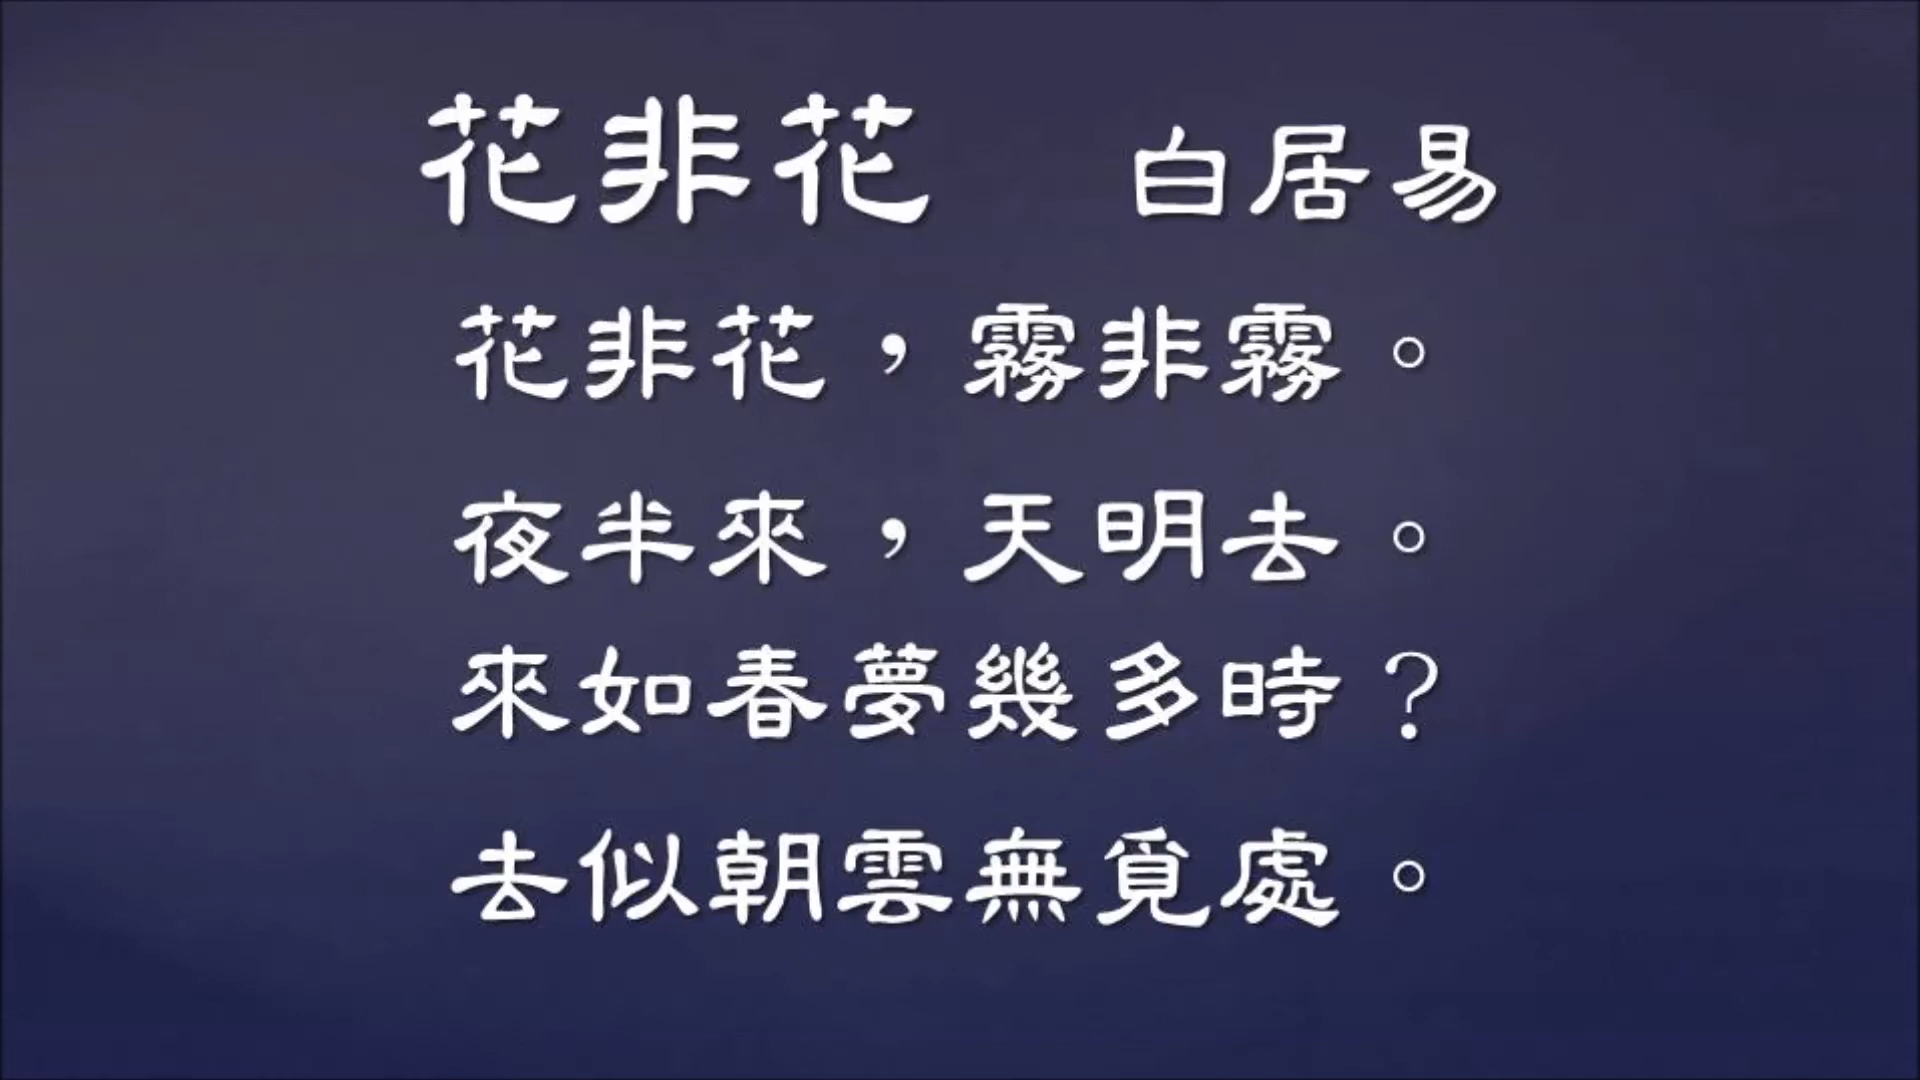 花非花 白居易
花非花，霧非霧。
夜半來，天明去。
來如春夢幾多時？
去似朝雲無覓處。